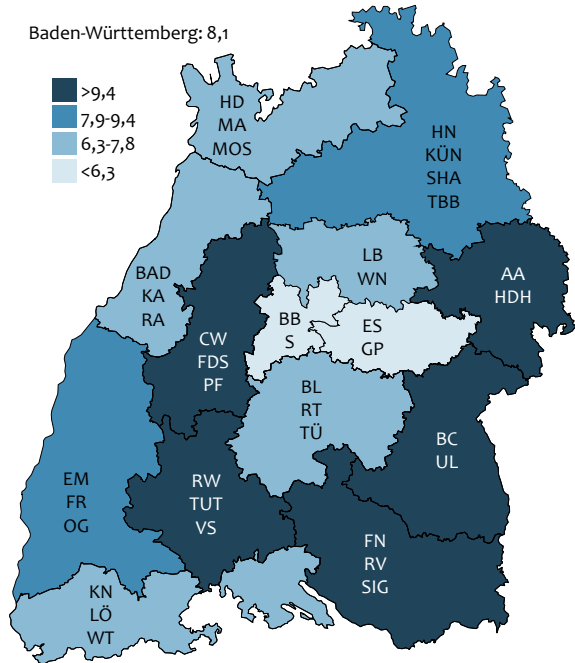 Baden-Württemberg: 8,1
>9,4
7,9-9,4
6,3-7,8
<6,3
HD
MA
MOS
HN
KÜN
SHA
TBB
LB
WN
AA
HDH
BAD
KA
RA
CW
FDS
PF
BB
S
ES
GP
BL
RT
TÜ
BC
UL
EM
FR
OG
RW
TUT
VS
FN
RV
SIG
KN
LÖ
WT